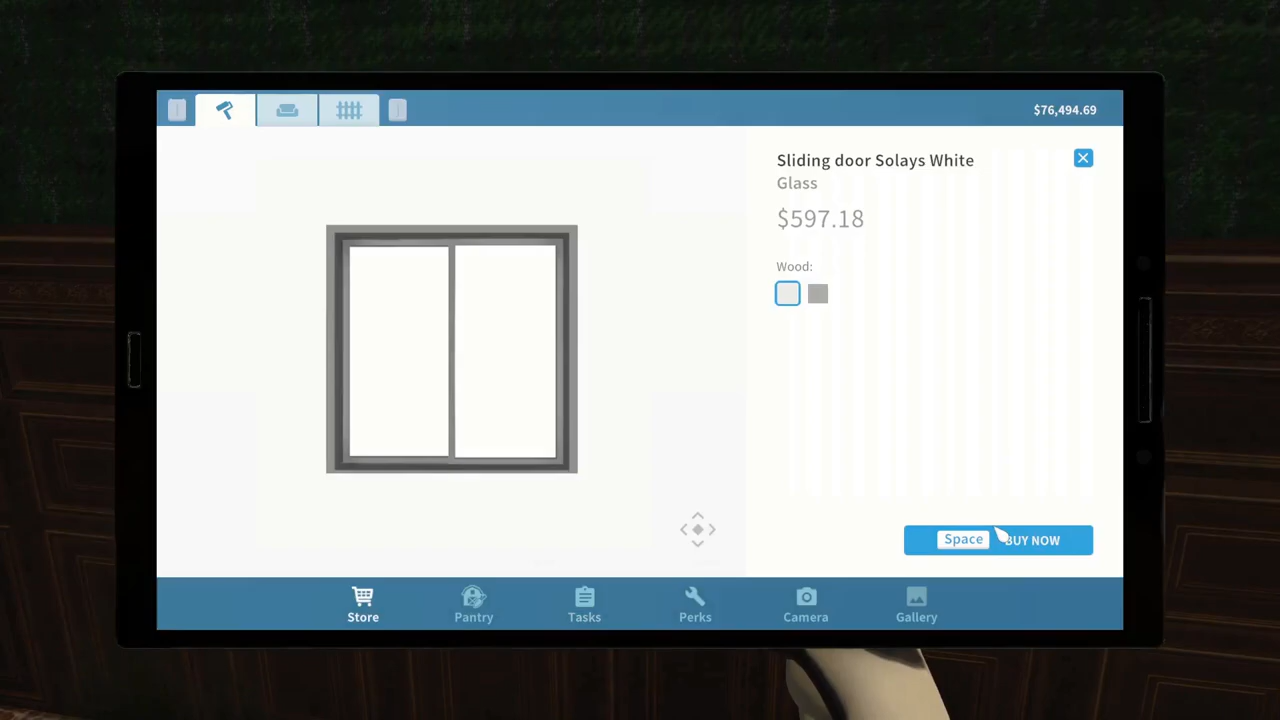 $76,494.69
Sliding door Solays White
Glass
$597.18
Wood:
Space BUY NOW
Store Pantry Tasks Perks Camera Gallery